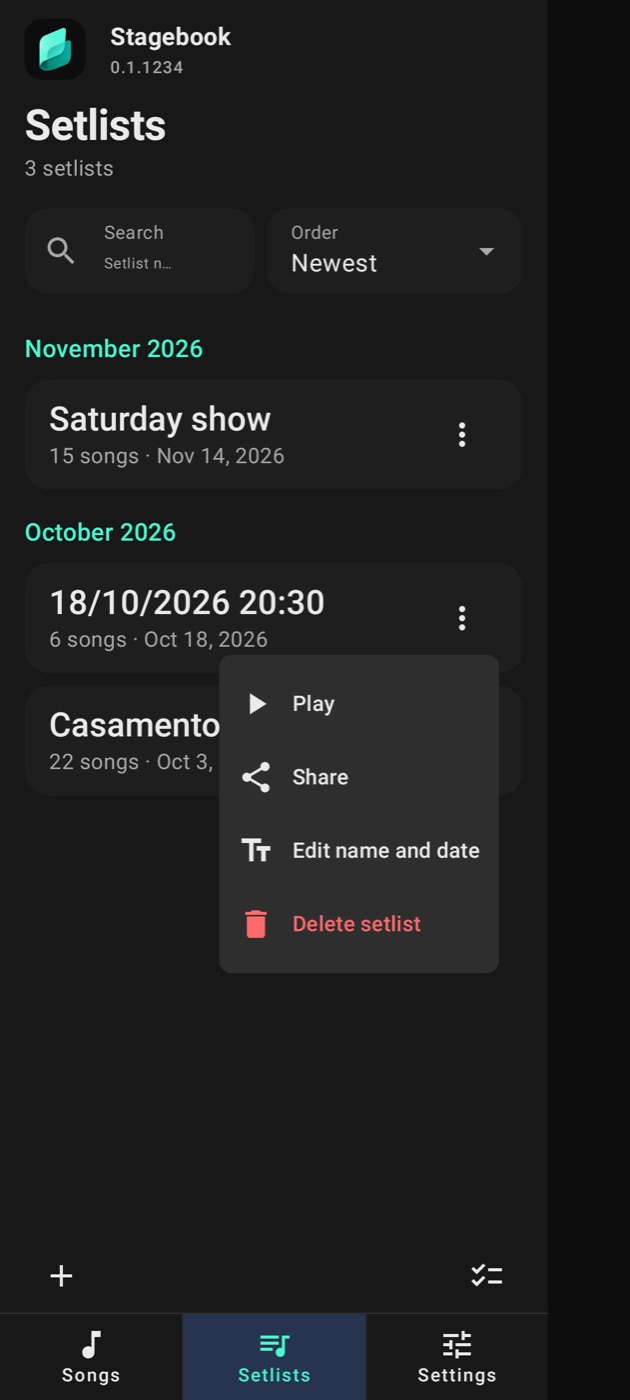 Stagebook
0.1.1234
Setlists
3 setlists
Search
Setlist n…
Order
Newest
November 2026
Saturday show
15 songs · Nov 14, 2026
October 2026
18/10/2026 20:30
6 songs · Oct 18, 2026
Casamento
22 songs · Oct 3,
Play
Share
Edit name and date
Delete setlist
Songs
Setlists
Settings